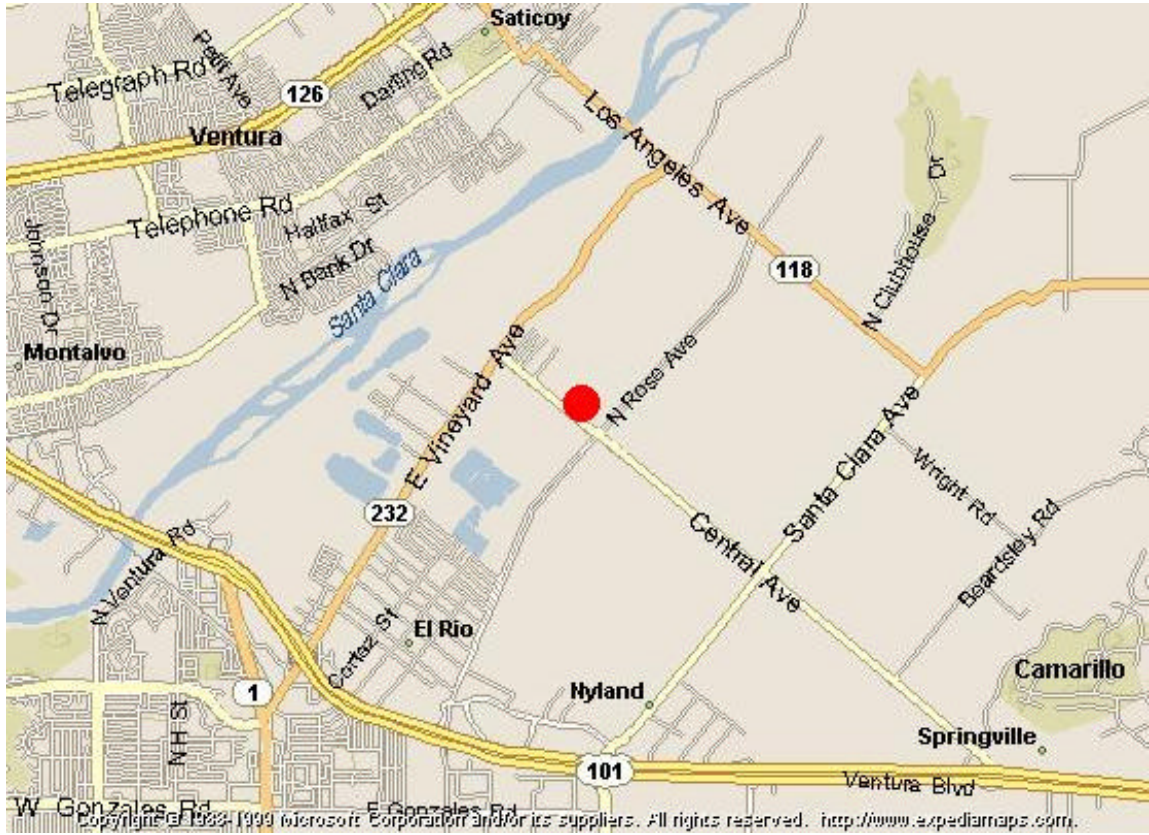 Saticoy
Petit Ave
Telegraph Rd
126
Darling Rd
Ventura
Los Angeles Ave
Dr
N Clubhouse
Telephone Rd
Halifax St
Johnson Dr
N Bank Dr
Santa Clara
118
Montalvo
E Vineyard Ave
N Rose Ave
Santa Clara Ave
Wright Rd
232
Central Ave
Beardsley Rd
N Ventura Rd
Cortez St
El Rio
Camarillo
1
Nyland
N H St
Springville
101
Ventura Blvd
W Gonzales Rd
E Gonzales Rd
Copyright © 1988-1999 Microsoft Corporation and/or its suppliers. All rights reserved. http://www.expediamaps.com.